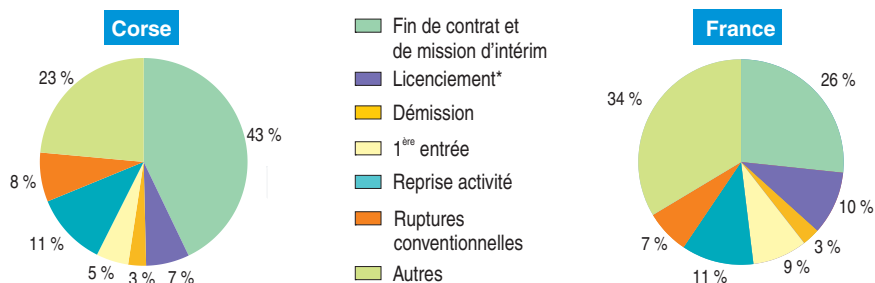 Corse
23 %
43 %
8 %
11 %
5 %
3 %
7 %
Fin de contrat et
de mission d'intérim
Licenciement*
Démission
1ère entrée
Reprise activité
Ruptures
conventionnelles
Autres
France
34 %
26 %
10 %
3 %
9 %
11 %
7 %